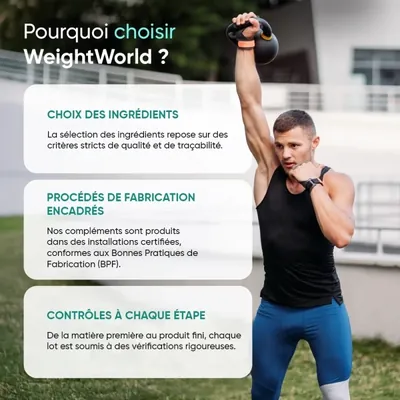 Pourquoi choisir
WeightWorld ?
CHOIX DES INGRÉDIENTS
La sélection des ingrédients repose sur des
critères stricts de qualité et de traçabilité.
PROCÉDÉS DE FABRICATION
ENCADRÉS
Nos compléments sont produits
dans des installations certifiées,
conformes aux Bonnes Pratiques de
Fabrication (BPF).
CONTRÔLES À CHAQUE ÉTAPE
De la matière première au produit fini, chaque
lot est soumis à des vérifications rigoureuses.